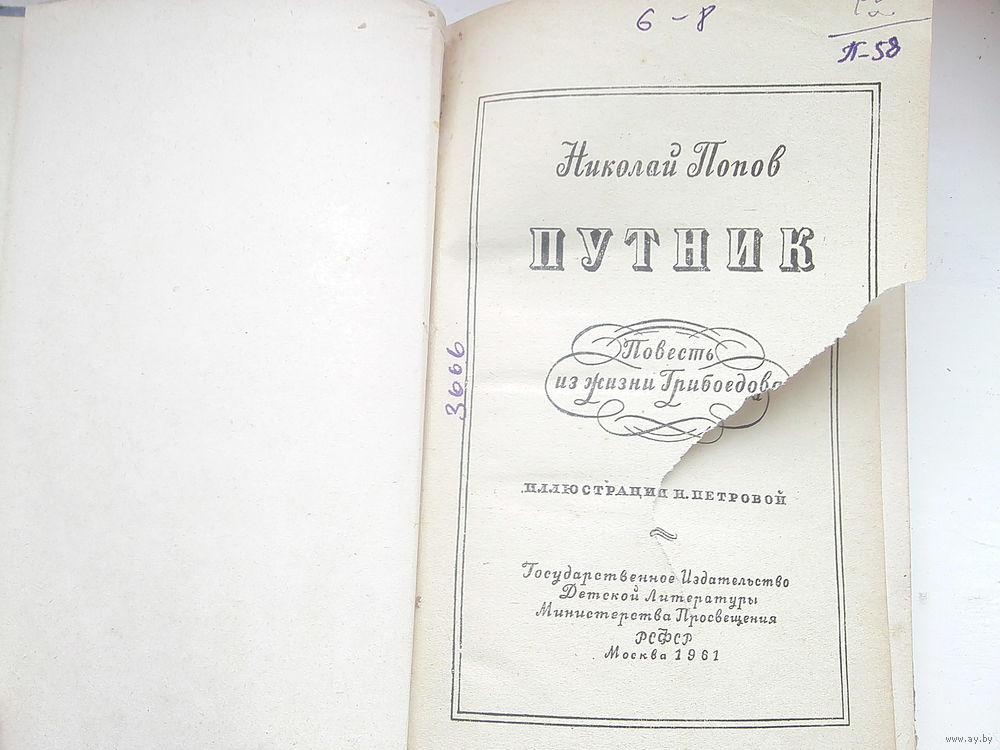 6-8
П-58
Николай Попов
ПУТНИК
Повесть
из жизни Грибоедова
3666
ИЛЛЮСТРАЦИИ Н. ПЕТРОВОЙ
Государственное Издательство
Детской Литературы
Министерства Просвещения
РСФСР
Москва 1961
www.ay.by